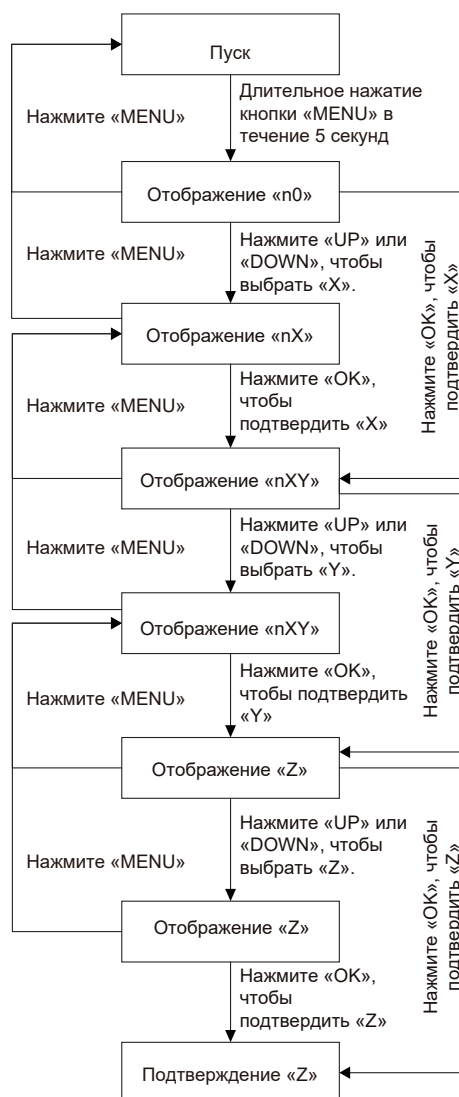 Пуск
Длительное нажатие
кнопки «MENU» в
течение 5 секунд
Нажмите «MENU»
Отображение «n0»
Нажмите «UP» или
«DOWN», чтобы
выбрать «X».
Нажмите «MENU»
Нажмите «OK», чтобы
подтвердить «X»
Отображение «nX»
Нажмите «OK»,
чтобы
подтвердить «X»
Нажмите «MENU»
Отображение «nXY»
Нажмите «UP» или
«DOWN», чтобы
выбрать «Y».
Нажмите «MENU»
Нажмите «OK», чтобы
подтвердить «Y»
Отображение «nXY»
Нажмите «OK»,
чтобы подтвердить
«Y»
Нажмите «MENU»
Отображение «Z»
Нажмите «UP» или
«DOWN», чтобы
выбрать «Z».
Нажмите «MENU»
Нажмите «OK», чтобы
подтвердить «Z»
Отображение «Z»
Нажмите «OK»,
чтобы
подтвердить «Z»
Подтверждение «Z»